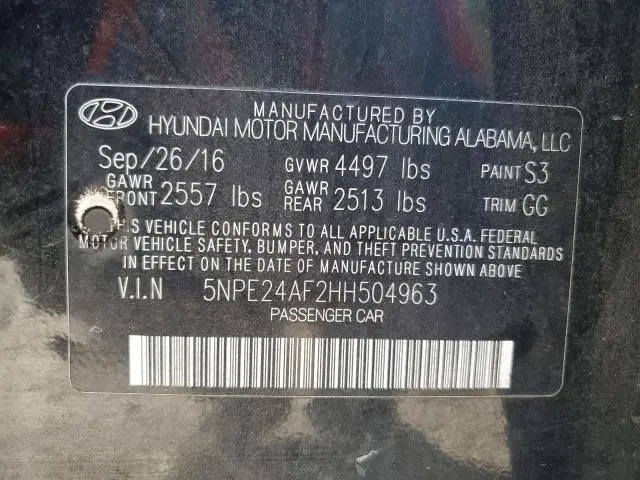 MANUFACTURED BY
HYUNDAI MOTOR MANUFACTURING ALABAMA, LLC
Sep/26/16 GVWR 4497 lbs PAINT S3
GAWR FRONT 2557 lbs GAWR REAR 2513 lbs TRIM GG
THIS VEHICLE CONFORMS TO ALL APPLICABLE U.S.A. FEDERAL
MOTOR VEHICLE SAFETY, BUMPER, AND THEFT PREVENTION STANDARDS
IN EFFECT ON THE DATE OF MANUFACTURE SHOWN ABOVE
V.I.N 5NPE24AF2HH504963
PASSENGER CAR